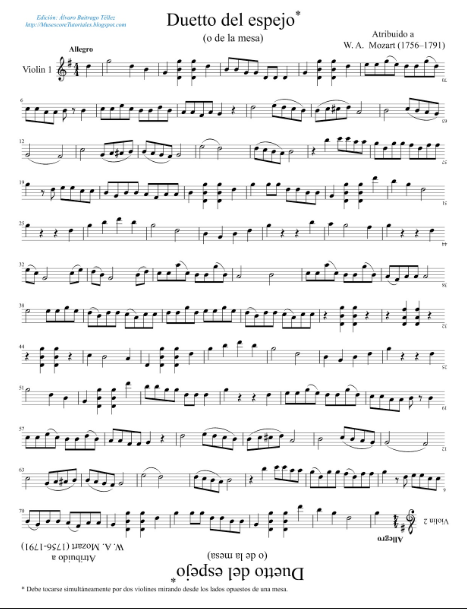 Edición: Álvaro Buitrago Téllez
http://MusescoreTutoriales.blogspot.com
Duetto del espejo*
(o de la mesa)
Atribuido a
W. A. Mozart (1756–1791)
Allegro
Violin 1
6
12
18
25
32
38
44
51
57
63
70
Violin 2
Allegro
W. A. Mozart (1756-1791)
Atribuido a
(o de la mesa)
Duetto del espejo*
* Debe tocarse simultáneamente por dos violines mirando desde los lados opuestos de una mesa.